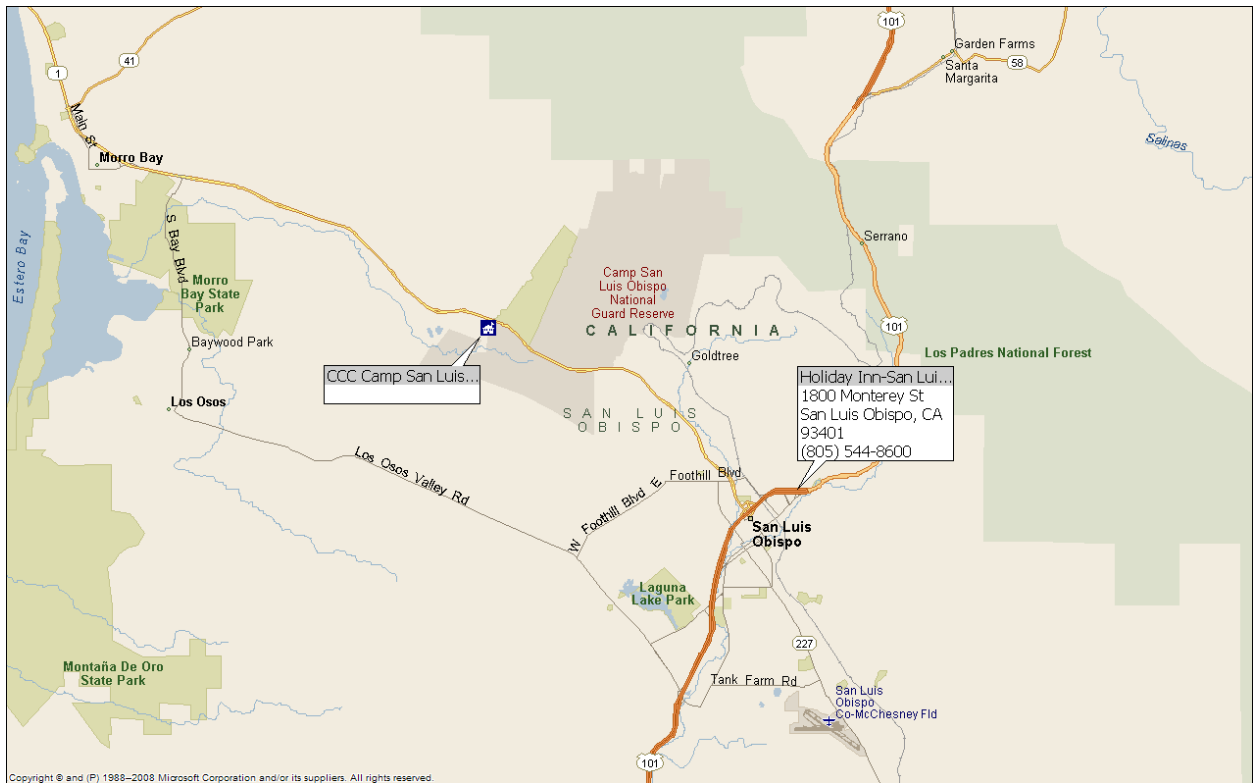 101
Garden Farms
58
Santa
Margarita
41
1
Main St
Morro Bay
Salinas
S Bay Blvd
Serrano
Estero Bay
Morro
Bay State
Park
Camp San
Luis Obispo
National
Guard Reserve
CALIFORNIA
101
Los Padres National Forest
Baywood Park
Goldtree
CCC Camp San Luis...
Holiday Inn-San Lui...
1800 Monterey St
San Luis Obispo, CA
93401
(805) 544-8600
Los Osos
SAN LUIS
OBISPO
Los Osos Valley Rd
Foothill Blvd
W Foothill Blvd E
San Luis
Obispo
Laguna
Lake Park
227
Montaña De Oro
State Park
Tank Farm Rd
San Luis
Obispo
Co-McChesney Fld
101
Copyright © and (P) 1988–2008 Microsoft Corporation and/or its suppliers. All rights reserved.